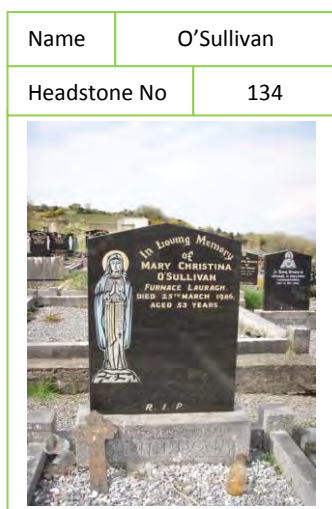 Name O’Sullivan
Headstone No 134
In Loving Memory
of
MARY CHRISTINA
O'SULLIVAN
FURNACE LAURAGH.
DIED 25TH MARCH 1986.
AGED 53 YEARS.
R.I.P